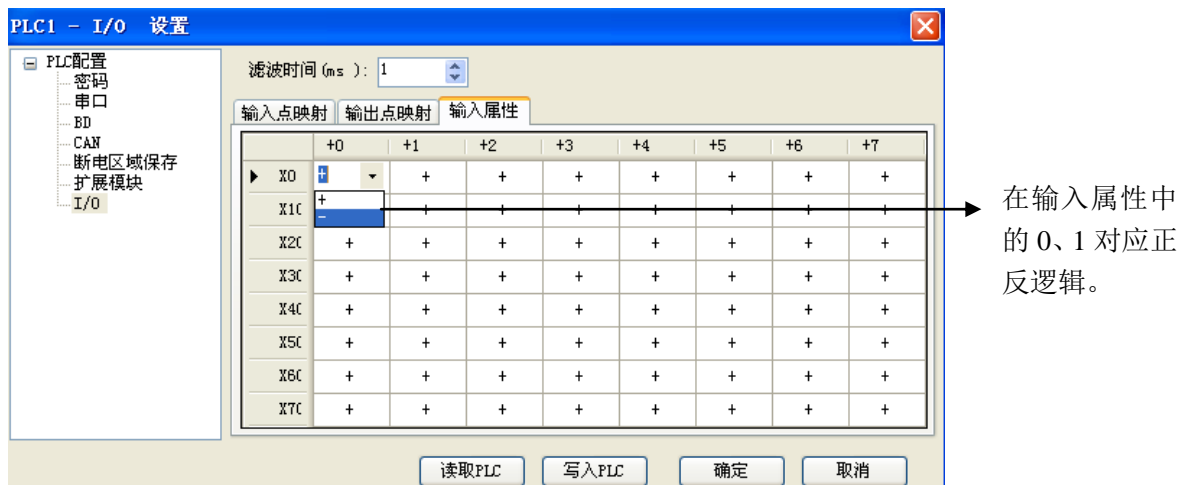 PLC1 - I/O 设置
PLC配置
密码
串口
BD
CAN
断电区域保存
扩展模块
I/O
滤波时间(ms ): 1
输入点映射 输出点映射 输入属性
+0 +1 +2 +3 +4 +5 +6 +7
X0 + + + + + + + +
+
-
X10 + + + + + + +
X20 + + + + + + + +
X30 + + + + + + + +
X40 + + + + + + + +
X50 + + + + + + + +
X60 + + + + + + + +
X70 + + + + + + + +
读取PLC 写入PLC 确定 取消
在输入属性中
的 0、1 对应正
反逻辑。